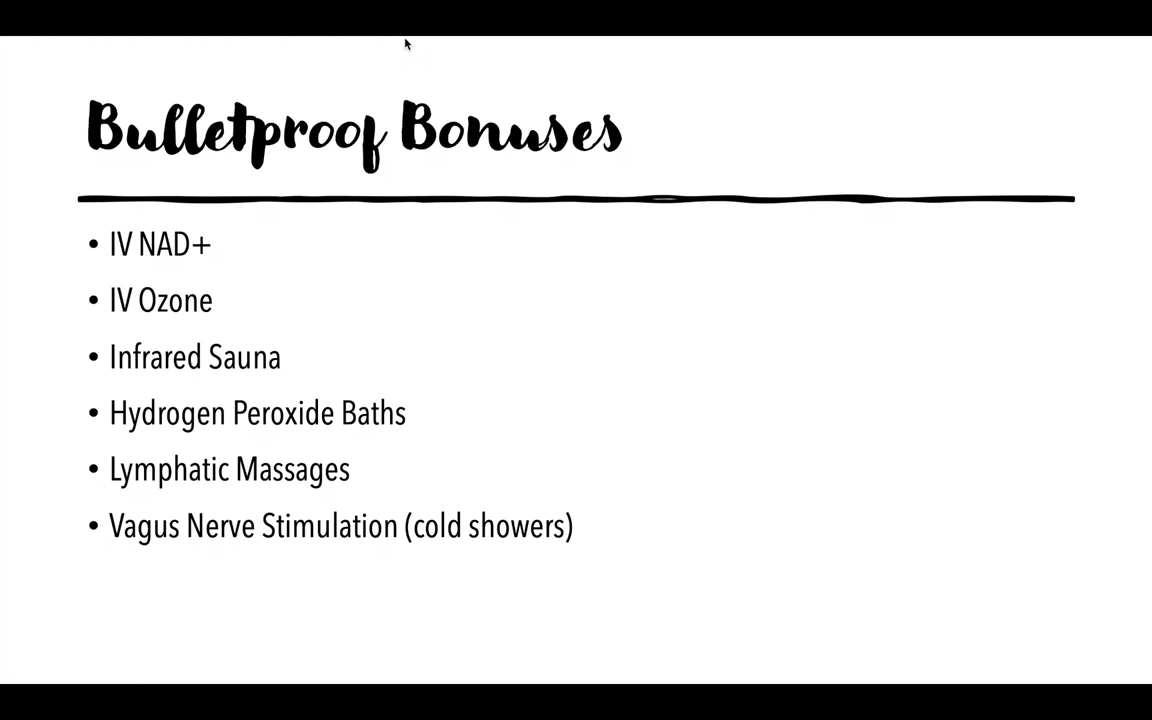 Bulletproof Bonuses
• IV NAD+
• IV Ozone
• Infrared Sauna
• Hydrogen Peroxide Baths
• Lymphatic Massages
• Vagus Nerve Stimulation (cold showers)